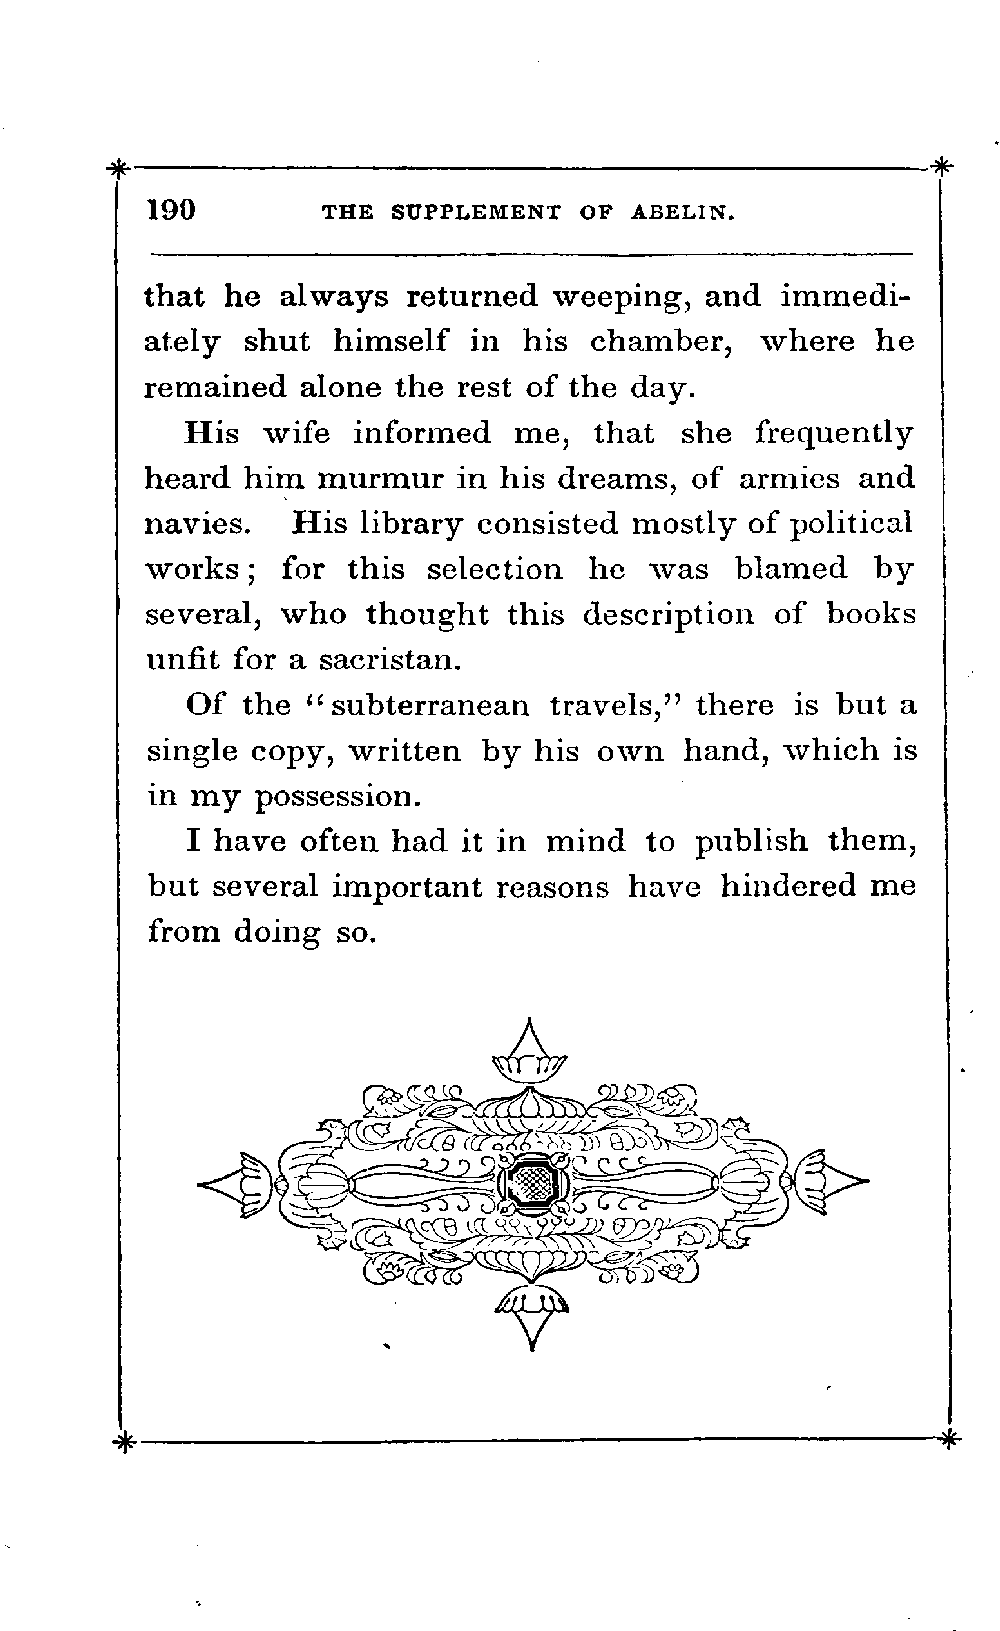 190 THE SUPPLEMENT OF ABELIN.
that he always returned weeping, and immedi-
ately shut himself in his chamber, where he
remained alone the rest of the day.
His wife informed me, that she frequently
heard him murmur in his dreams, of armies and
navies. His library consisted mostly of political
works; for this selection he was blamed by
several, who thought this description of books
unfit for a sacristan.
Of the "subterranean travels," there is but a
single copy, written by his own hand, which is
in my possession.
I have often had it in mind to publish them,
but several important reasons have hindered me
from doing so.